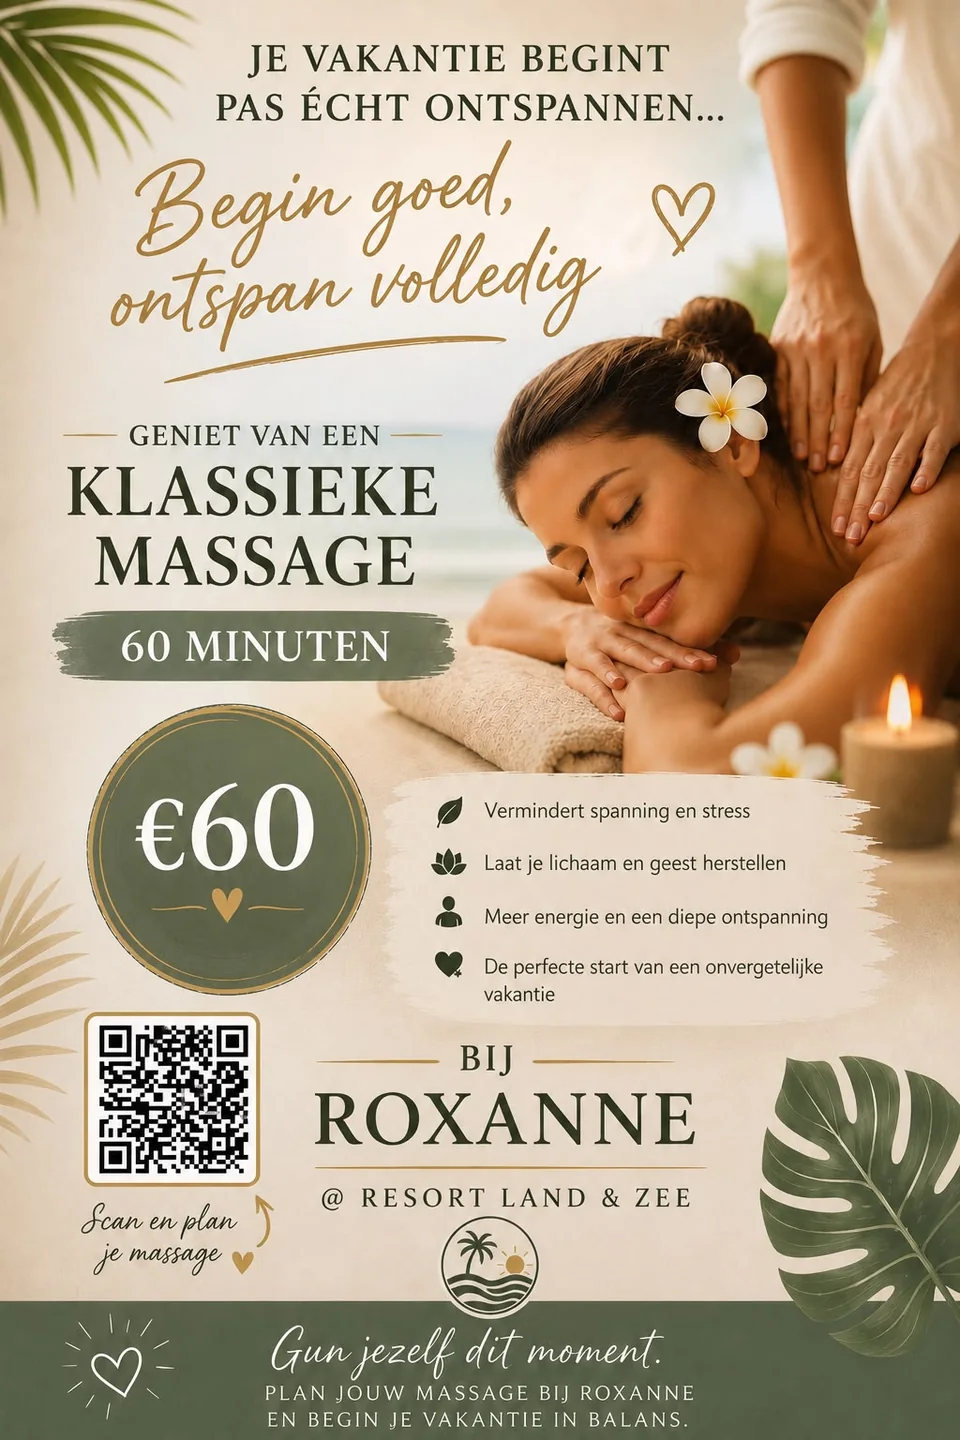 JE VAKANTIE BEGINT
PAS ÉCHT ONTSPANNEN...
Begin goed,
ontspan volledig
GENIET VAN EEN
KLASSIEKE
MASSAGE
60 MINUTEN
€60
Vermindert spanning en stress
Laat je lichaam en geest herstellen
Meer energie en een diepe ontspanning
De perfecte start van een onvergetelijke
vakantie
BIJ
ROXANNE
@ RESORT LAND & ZEE
Scan en plan
je massage
Gun jezelf dit moment.
PLAN JOUW MASSAGE BIJ ROXANNE
EN BEGIN JE VAKANTIE IN BALANS.